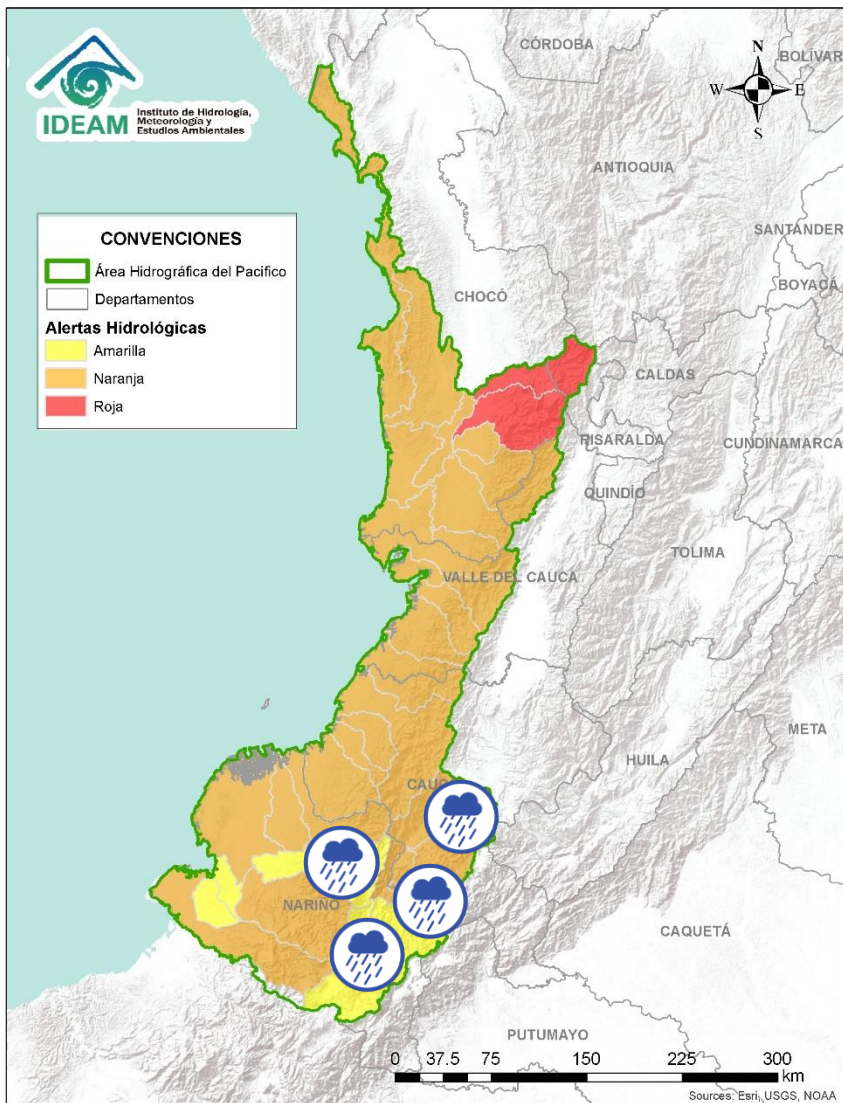 IDEAM
Instituto de Hidrología,
Meteorología y
Estudios Ambientales
N
W
E
S
CÓRDOBA
BOLÍVAR
ANTIOQUIA
SANTANDER
BOYACÁ
CHOCÓ
CALDAS
RISARALDA
CUNDINAMARCA
QUINDÍO
TOLIMA
VALLE DEL CAUCA
META
HUILA
CAUC
NARIÑO
CAQUETÁ
PUTUMAYO
CONVENCIONES
Área Hidrográfica del Pacifico
Departamentos
Alertas Hidrológicas
Amarilla
Naranja
Roja
0 37.5 75 150 225 300
km
Sources: Esri, USGS, NOAA